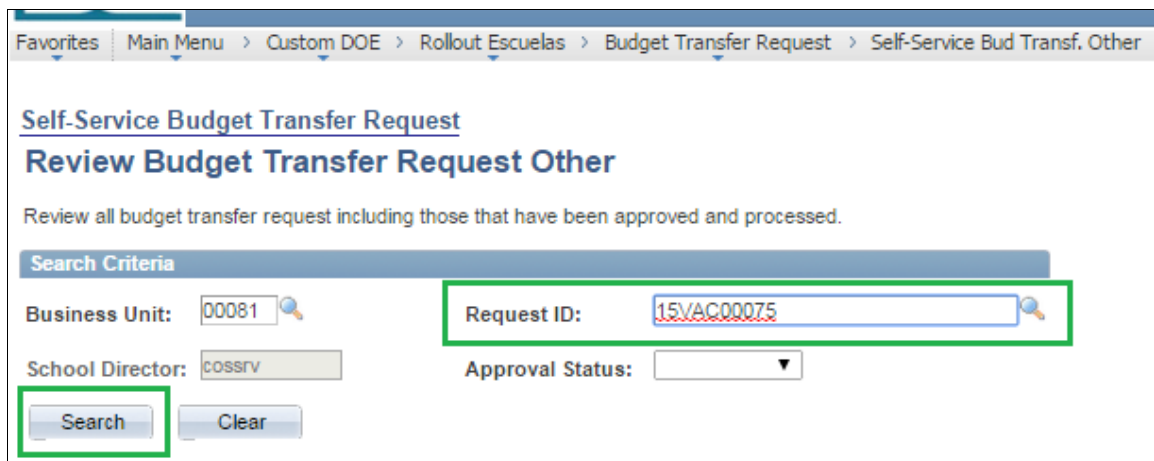 Favorites Main Menu > Custom DOE > Rollout Escuelas > Budget Transfer Request > Self-Service Bud Transf. Other
Self-Service Budget Transfer Request
Review Budget Transfer Request Other
Review all budget transfer request including those that have been approved and processed.
Search Criteria
Business Unit: 00081 Request ID: 15VAC00075
School Director: cossrv Approval Status:
Search Clear